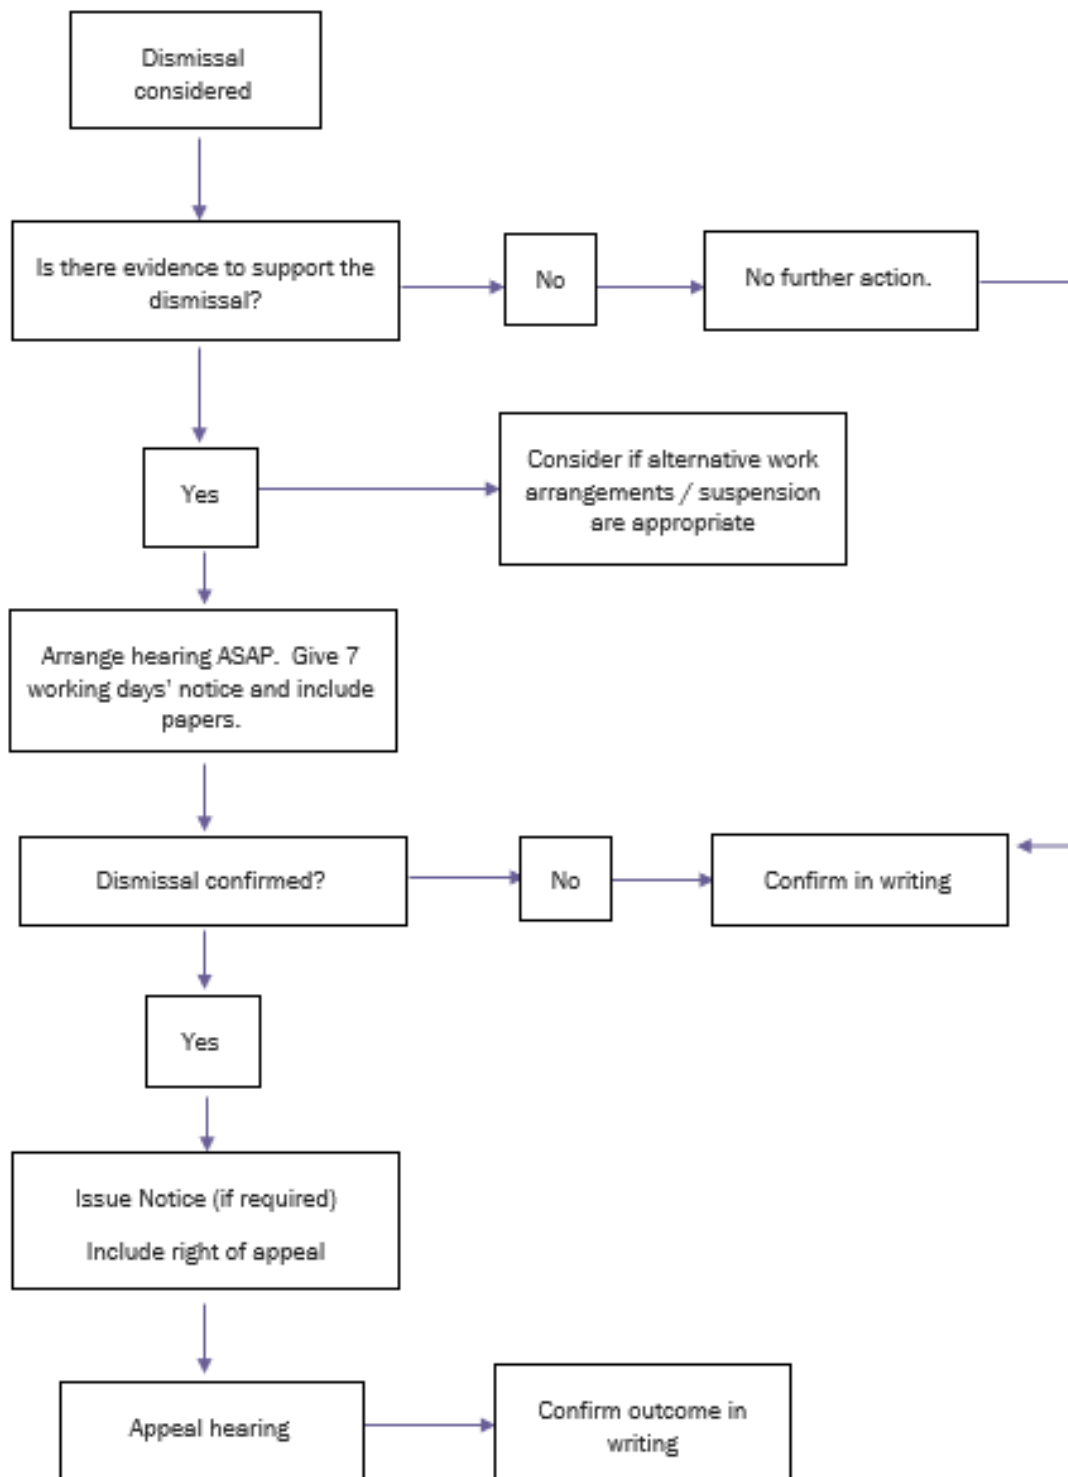 Dismissal
considered
Is there evidence to support the
dismissal?
No
No further action.
Yes
Consider if alternative work
arrangements / suspension
are appropriate
Arrange hearing ASAP.  Give 7
working days' notice and include
papers.
Dismissal confirmed?
No
Confirm in writing
Yes
Issue Notice (if required)
Include right of appeal
Appeal hearing
Confirm outcome in
writing